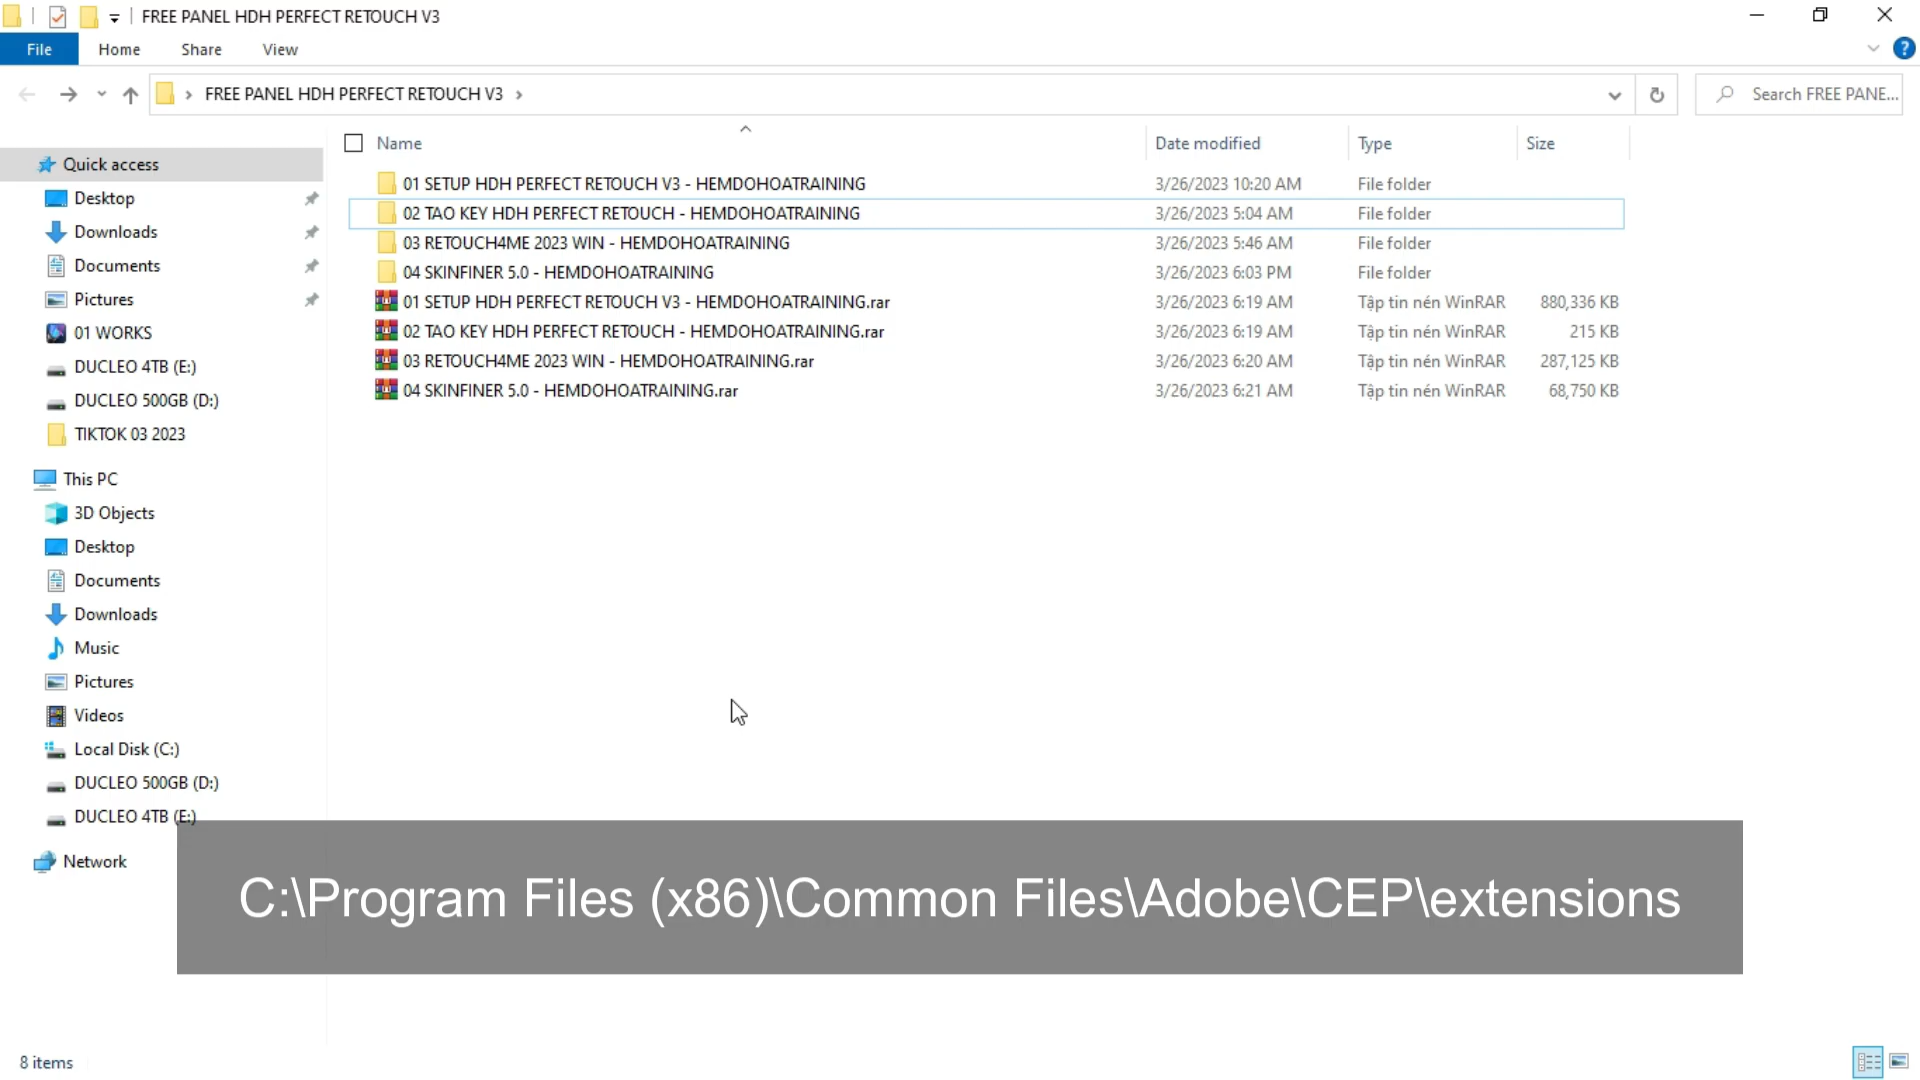 FREE PANEL HDH PERFECT RETOUCH V3
File Home Share View
FREE PANEL HDH PERFECT RETOUCH V3
Search FREE PANE...
Name Date modified Type Size
Quick access
Desktop
Downloads
Documents
Pictures
01 WORKS
DUCLEO 4TB (E:)
DUCLEO 500GB (D:)
TIKTOK 03 2023
This PC
3D Objects
Desktop
Documents
Downloads
Music
Pictures
Videos
Local Disk (C:)
DUCLEO 500GB (D:)
DUCLEO 4TB (E:)
Network
01 SETUP HDH PERFECT RETOUCH V3 - HEMDOHOATRAINING 3/26/2023 10:20 AM File folder
02 TAO KEY HDH PERFECT RETOUCH - HEMDOHOATRAINING 3/26/2023 5:04 AM File folder
03 RETOUCH4ME 2023 WIN - HEMDOHOATRAINING 3/26/2023 5:46 AM File folder
04 SKINFINER 5.0 - HEMDOHOATRAINING 3/26/2023 6:03 PM File folder
01 SETUP HDH PERFECT RETOUCH V3 - HEMDOHOATRAINING.rar 3/26/2023 6:19 AM Tập tin nén WinRAR 880,336 KB
02 TAO KEY HDH PERFECT RETOUCH - HEMDOHOATRAINING.rar 3/26/2023 6:19 AM Tập tin nén WinRAR 215 KB
03 RETOUCH4ME 2023 WIN - HEMDOHOATRAINING.rar 3/26/2023 6:20 AM Tập tin nén WinRAR 287,125 KB
04 SKINFINER 5.0 - HEMDOHOATRAINING.rar 3/26/2023 6:21 AM Tập tin nén WinRAR 68,750 KB
C:\Program Files (x86)\Common Files\Adobe\CEP\extensions
8 items